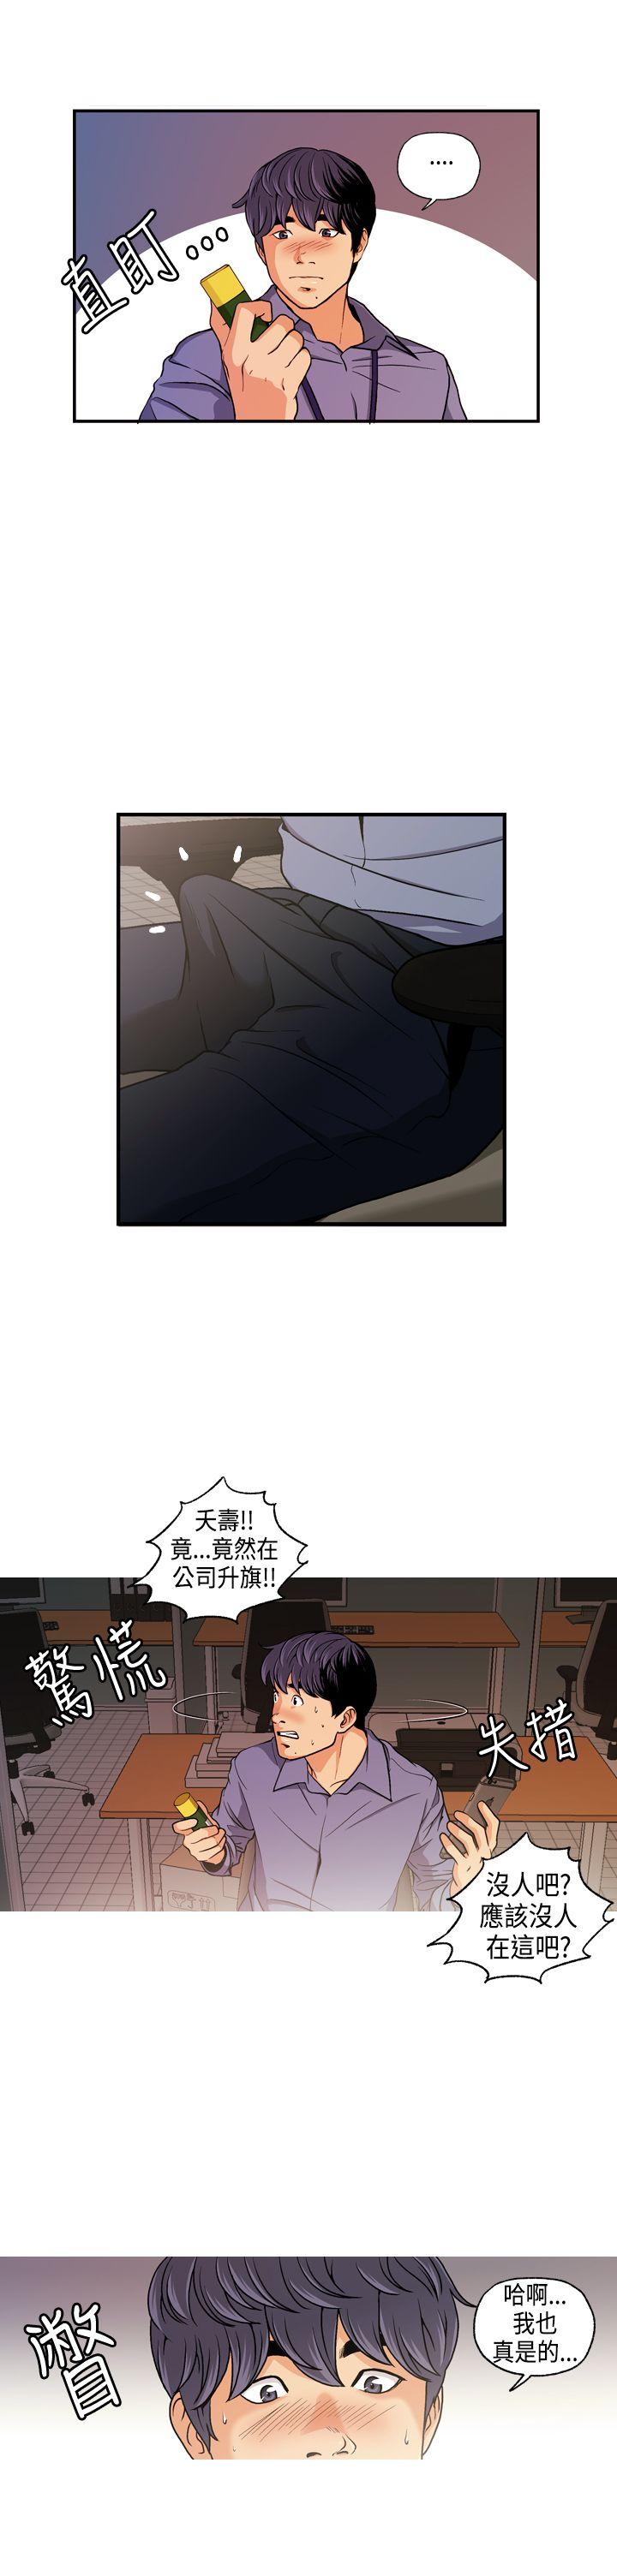 ....
直盯...
夭壽!!
竟...竟然在
公司升旗!!
驚慌
失措
沒人吧?
應該沒人
在這吧?
哈啊...
我也
真是的...
瞥